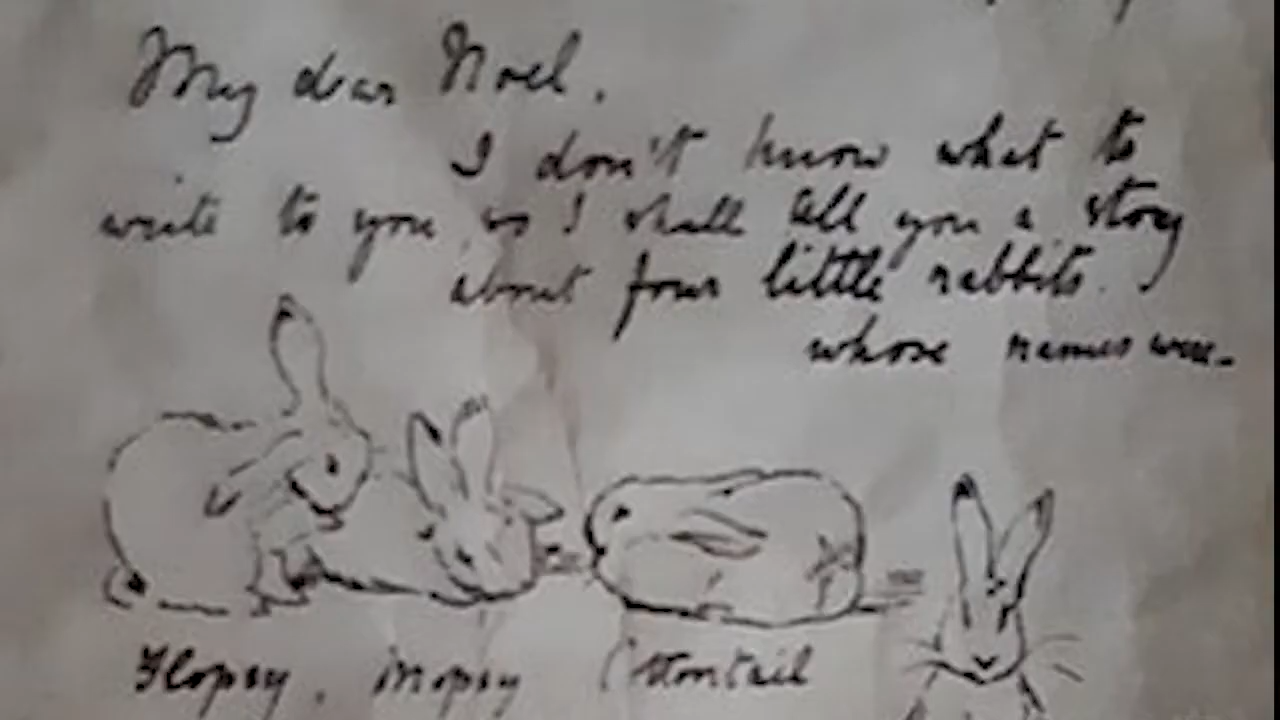 My dear Noel,
I don't know what to
write to you, so I shall tell you a story
about four little rabbits.
whose names were-
Flopsy, Mopsy Cottontail